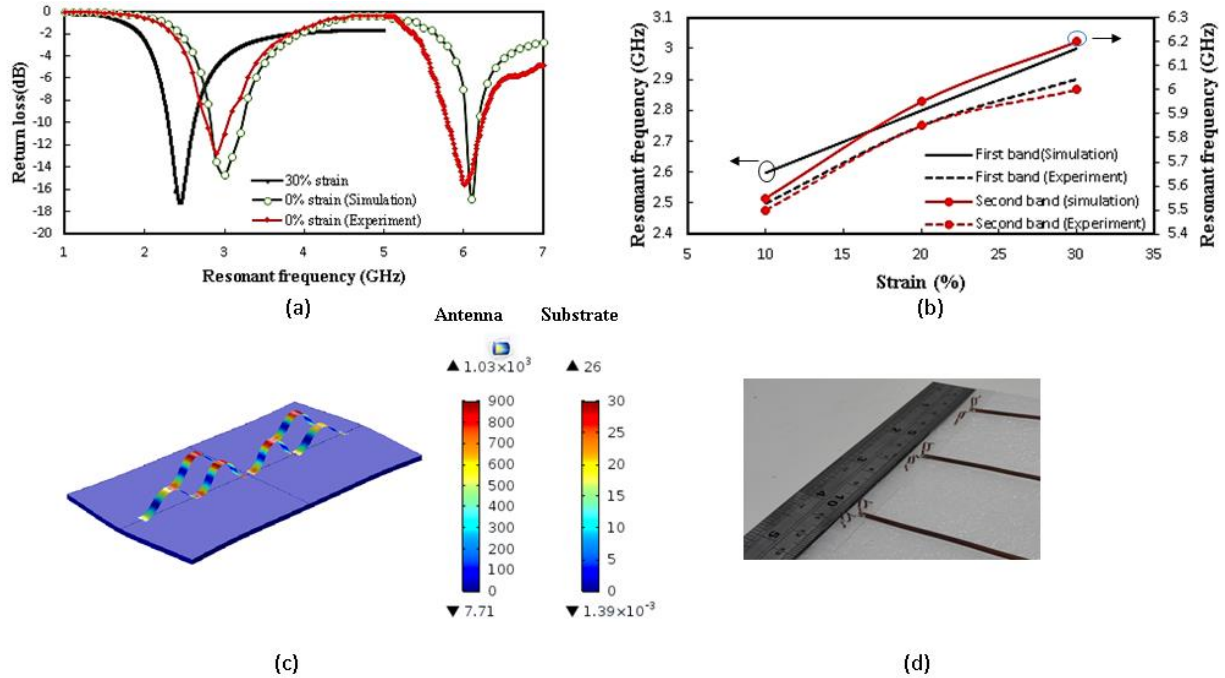 0
-2
-4
-6
-8
-10
-12
-14
-16
-18
-20
Return loss(dB)
30% strain
0% strain (Simulation)
0% strain (Experiment)
1 2 3 4 5 6 7
Resonant frequency (GHz)
(a)
3.1
3
2.9
2.8
2.7
2.6
2.5
2.4
Resonant frequency (GHz)
First band(Simulation)
First band (Experiment)
Second band (simulation)
Second band (Experiment)
6.3
6.2
6.1
6
5.9
5.8
5.7
5.6
5.5
5.4
Resonant frequency (GHz)
5 10 15 20 25 30 35
Strain (%)
(b)
Antenna Substrate
▲ 1.03×10³ ▲ 26
900 30
800
700 25
600 20
500
400 15
300 10
200
100 5
0 0
▼ 7.71 ▼ 1.39×10⁻³
(c)
2
3
4
10
5
(d)